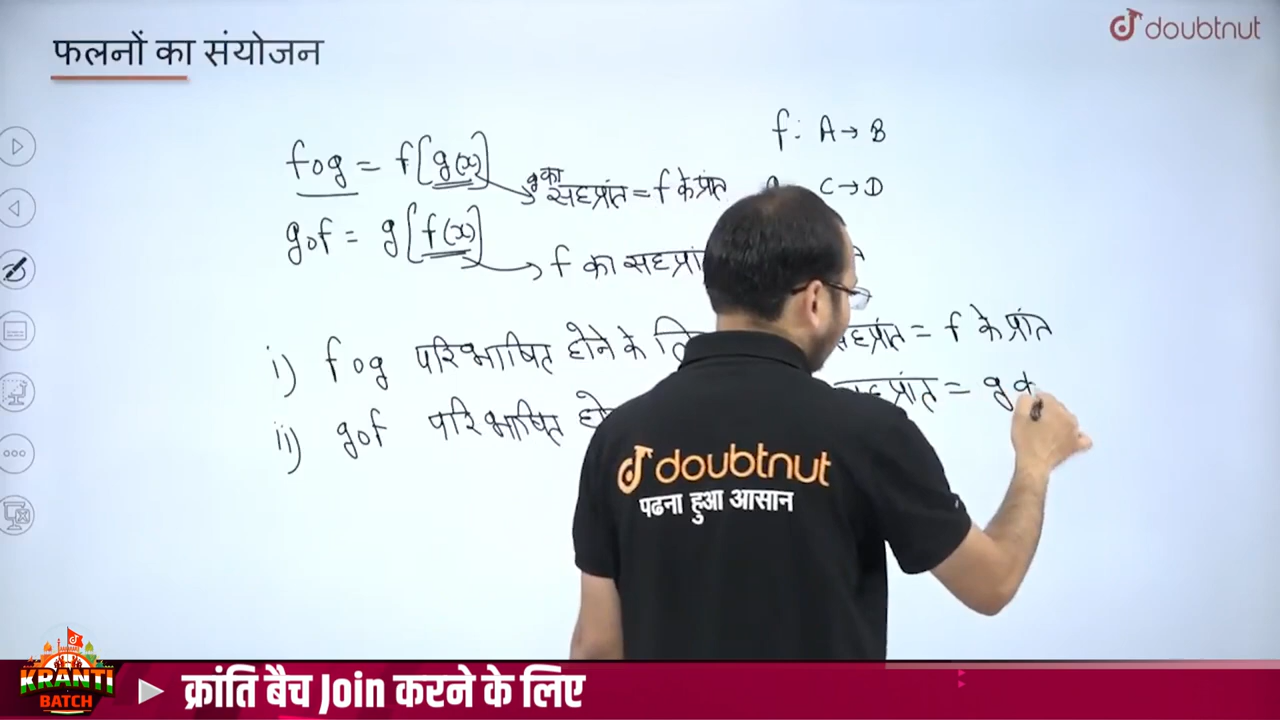 फलनों का संयोजन
doubtnut
fog = f[g(x)]
g का सहप्रांत = f के प्रांत
f: A → B
C → D
gof = g[f(x)]
f का सहप्रां
i) fog परिभाषित होने के लि सहप्रांत = f के प्रांत
ii) gof परिभाषित हो सहप्रांत = g क
doubtnut
पढना हुआ आसान
KRANTI
BATCH
क्रांति बैच Join करने के लिए